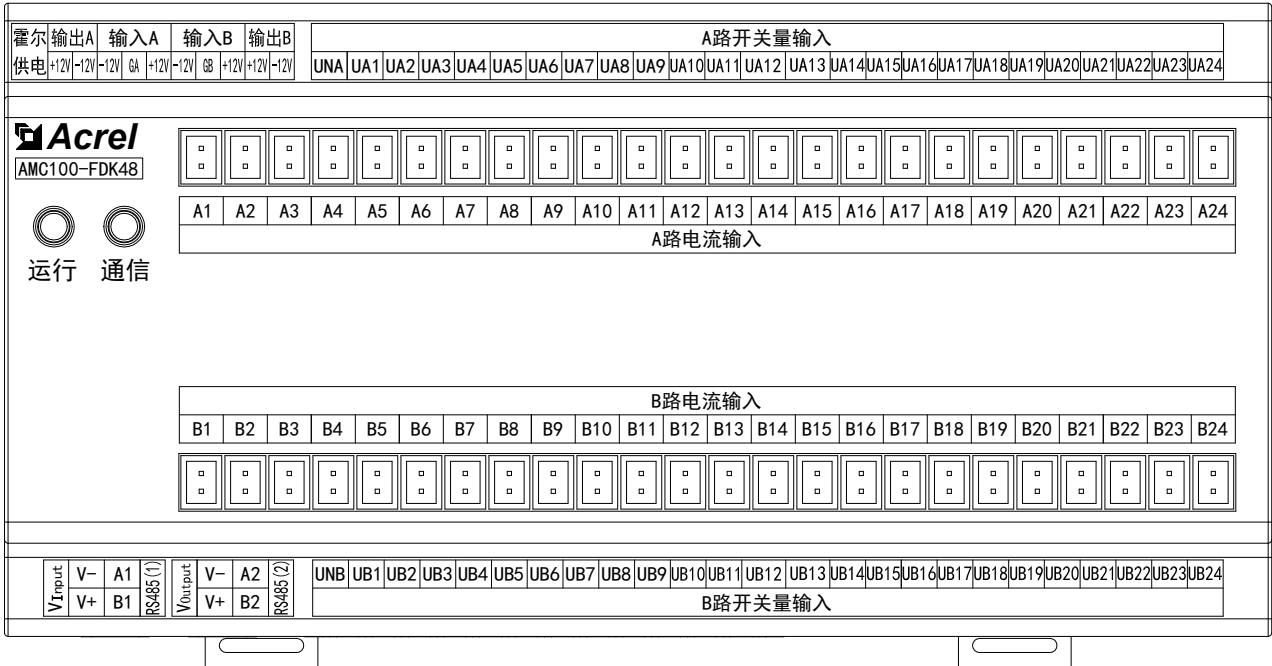 霍尔 输出A 输入A 输入B 输出B A路开关量输入
供电 +12V -12V -12V GA +12V -12V GB +12V +12V -12V UNA UA1 UA2 UA3 UA4 UA5 UA6 UA7 UA8 UA9 UA10 UA11 UA12 UA13 UA14 UA15 UA16 UA17 UA18 UA19 UA20 UA21 UA22 UA23 UA24
Acrel
AMC100-FDK48
A1 A2 A3 A4 A5 A6 A7 A8 A9 A10 A11 A12 A13 A14 A15 A16 A17 A18 A19 A20 A21 A22 A23 A24
A路电流输入
运行 通信
B路电流输入
B1 B2 B3 B4 B5 B6 B7 B8 B9 B10 B11 B12 B13 B14 B15 B16 B17 B18 B19 B20 B21 B22 B23 B24
VInput V- A1 RS485(1) VOutput V- A2 RS485(2) UNB UB1 UB2 UB3 UB4 UB5 UB6 UB7 UB8 UB9 UB10 UB11 UB12 UB13 UB14 UB15 UB16 UB17 UB18 UB19 UB20 UB21 UB22 UB23 UB24
V+ B1 V+ B2 B路开关量输入